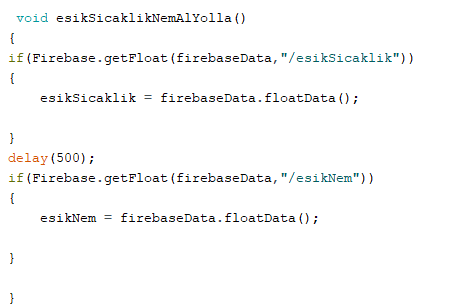 void esikSicaklikNemAlYolla()
{
if(Firebase.getFloat(firebaseData,"/esikSicaklik"))
{
esikSicaklik = firebaseData.floatData();
}
delay(500);
if(Firebase.getFloat(firebaseData,"/esikNem"))
{
esikNem = firebaseData.floatData();
}
}